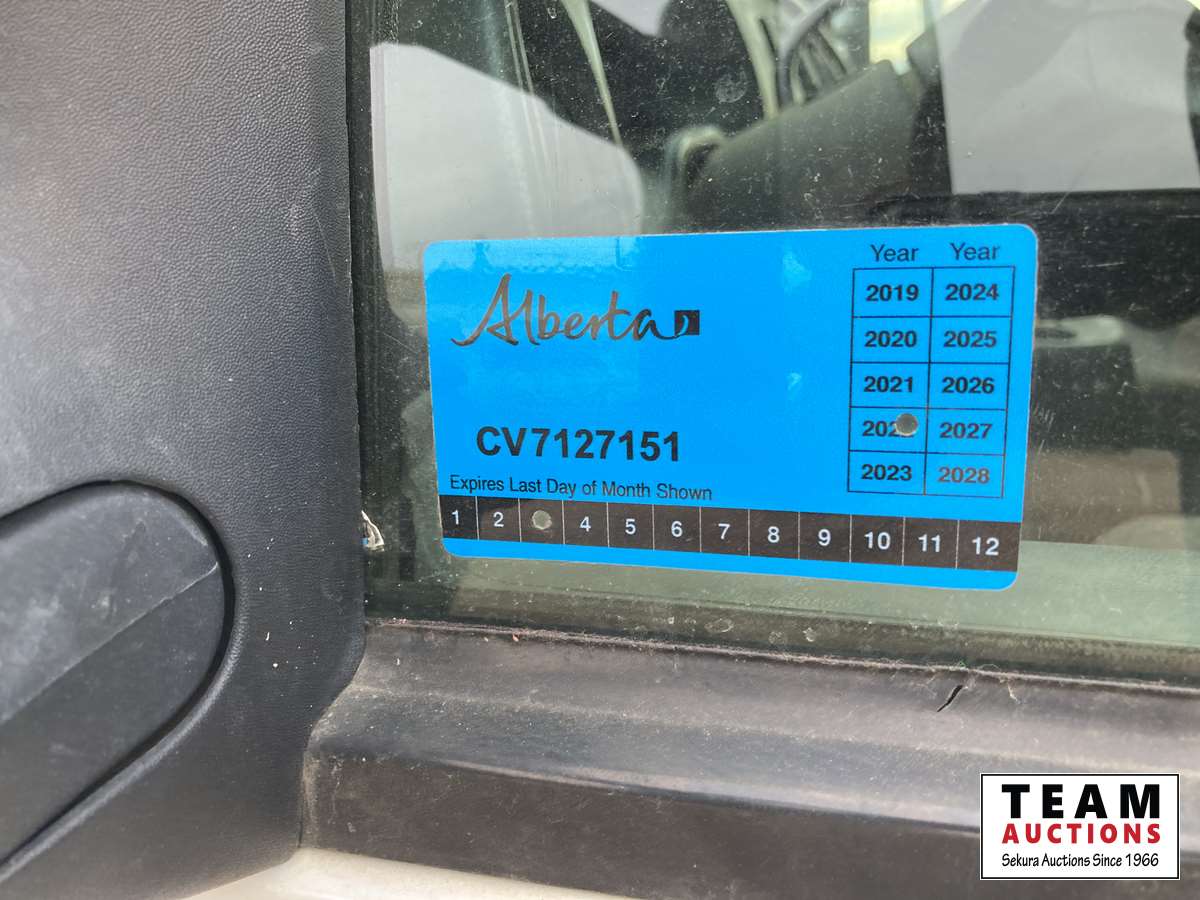 Alberta
CV7127151
Expires Last Day of Month Shown
Year Year
2019 2024
2020 2025
2021 2026
2027
2023 2028
1 2 4 5 6 7 8 9 10 11 12
TEAM
AUCTIONS
Sekura Auctions Since 1966